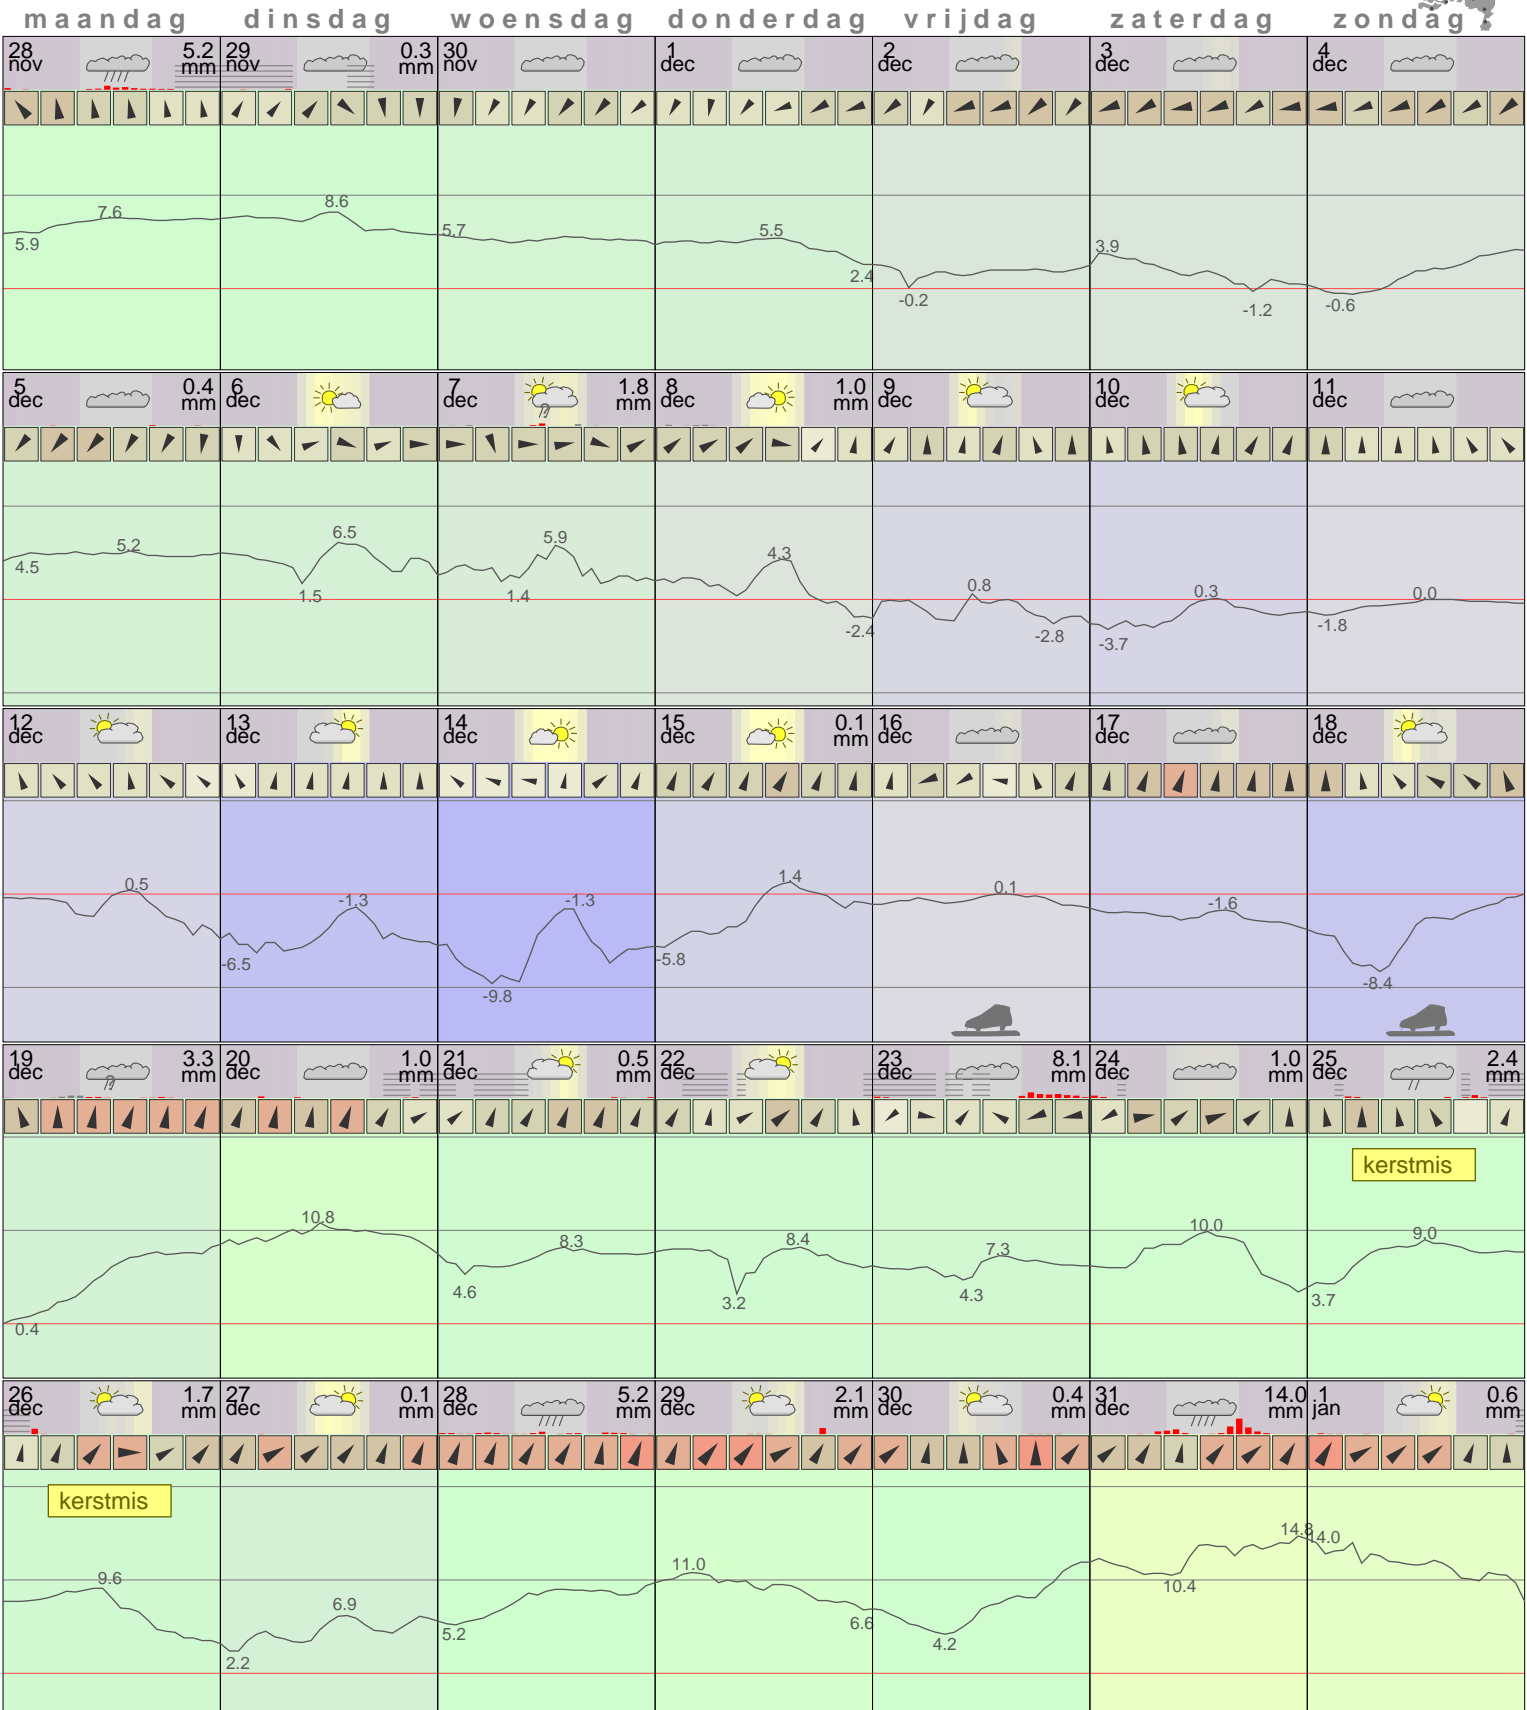 maandag dinsdag woensdag donderdag vrijdag zaterdag zondag
28 nov 5.2 mm 29 nov 0.3 mm 30 nov 1 dec 2 dec 3 dec 4 dec
5.9 7.6 8.6 5.7 5.5 2.4 -0.2 3.9 -1.2 -0.6
5 dec 0.4 mm 6 dec 7 dec 1.8 mm 8 dec 1.0 mm 9 dec 10 dec 11 dec
4.5 5.2 1.5 6.5 1.4 5.9 4.3 -2.4 0.8 -2.8 -3.7 0.3 -1.8 0.0
12 dec 13 dec 14 dec 15 dec 0.1 mm 16 dec 17 dec 18 dec
0.5 -6.5 -1.3 -9.8 -1.3 -5.8 1.4 0.1 -1.6 -8.4
19 dec 3.3 mm 20 dec 1.0 mm 21 dec 0.5 mm 22 dec 23 dec 8.1 mm 24 dec 1.0 mm 25 dec 2.4 mm
kerstmis
0.4 10.8 4.6 8.3 3.2 8.4 4.3 7.3 10.0 3.7 9.0
26 dec 1.7 mm 27 dec 0.1 mm 28 dec 5.2 mm 29 dec 2.1 mm 30 dec 0.4 mm 31 dec 14.0 mm 1 jan 0.6 mm
kerstmis
9.6 2.2 6.9 5.2 11.0 6.6 4.2 10.4 14.8 14.0